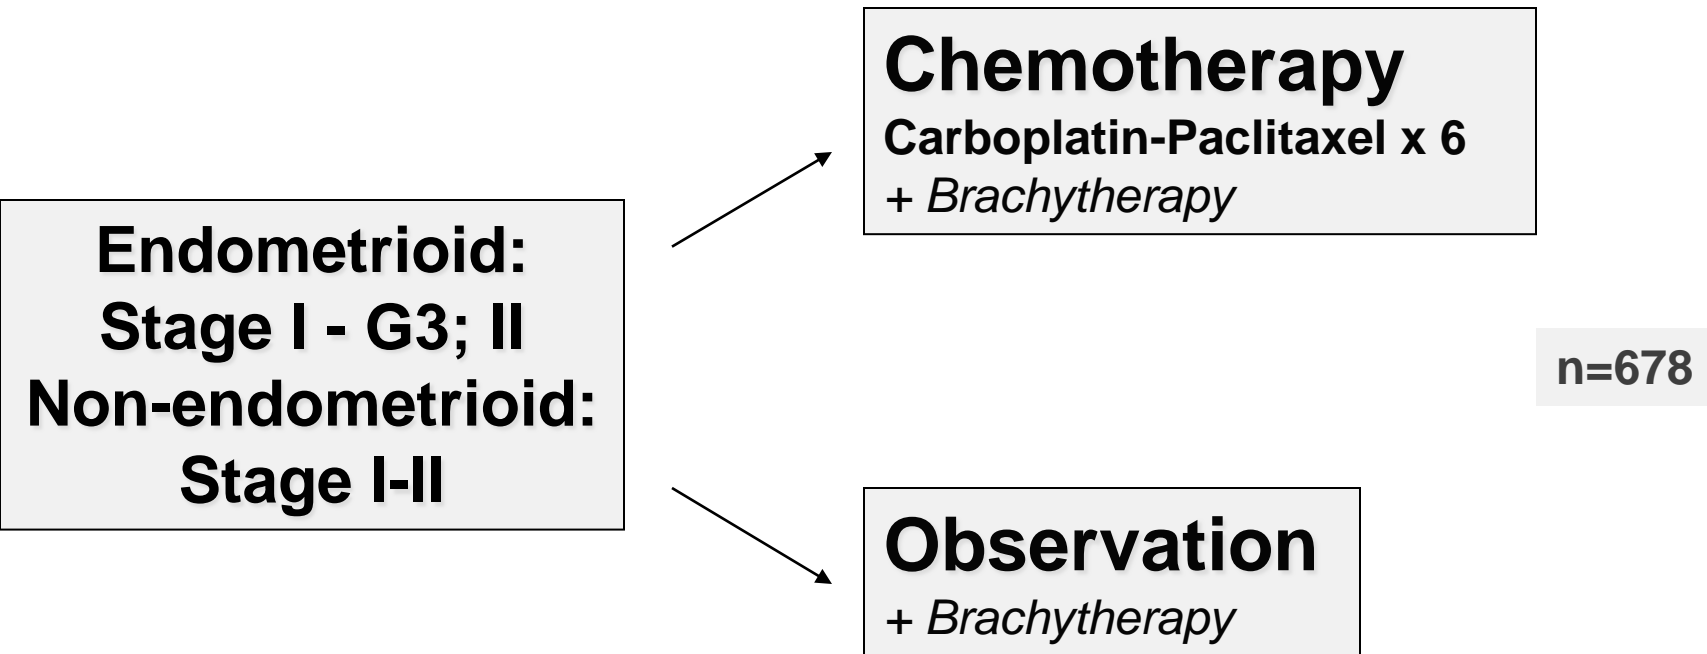 Chemotherapy
Carboplatin-Paclitaxel x 6
+ Brachytherapy
Endometrioid:
Stage I - G3; II
Non-endometrioid:
Stage I-II
n=678
Observation
+ Brachytherapy